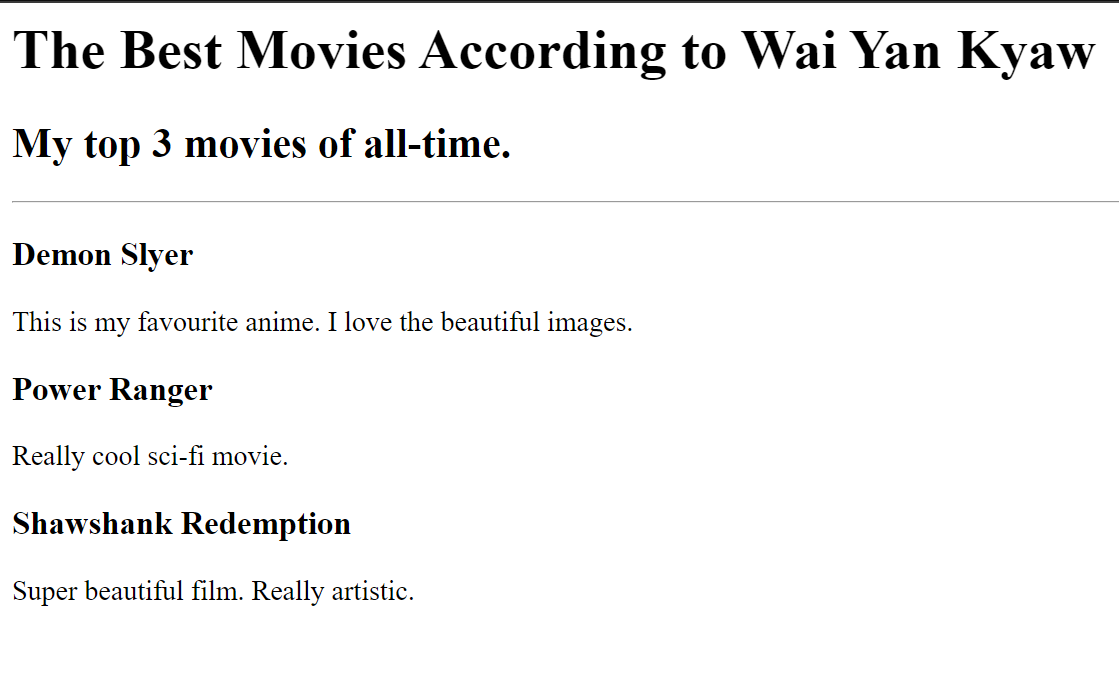 The Best Movies According to Wai Yan Kyaw
My top 3 movies of all-time.
Demon Slyer
This is my favourite anime. I love the beautiful images.
Power Ranger
Really cool sci-fi movie.
Shawshank Redemption
Super beautiful film. Really artistic.